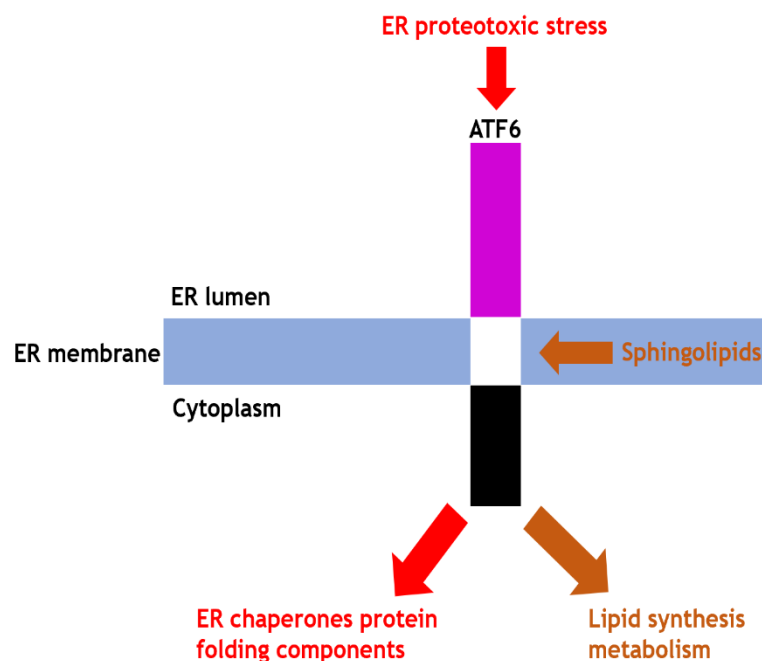 ER proteotoxic stress
ATF6
ER lumen
ER membrane
Sphingolipids
Cytoplasm
ER chaperones protein
folding components
Lipid synthesis
metabolism